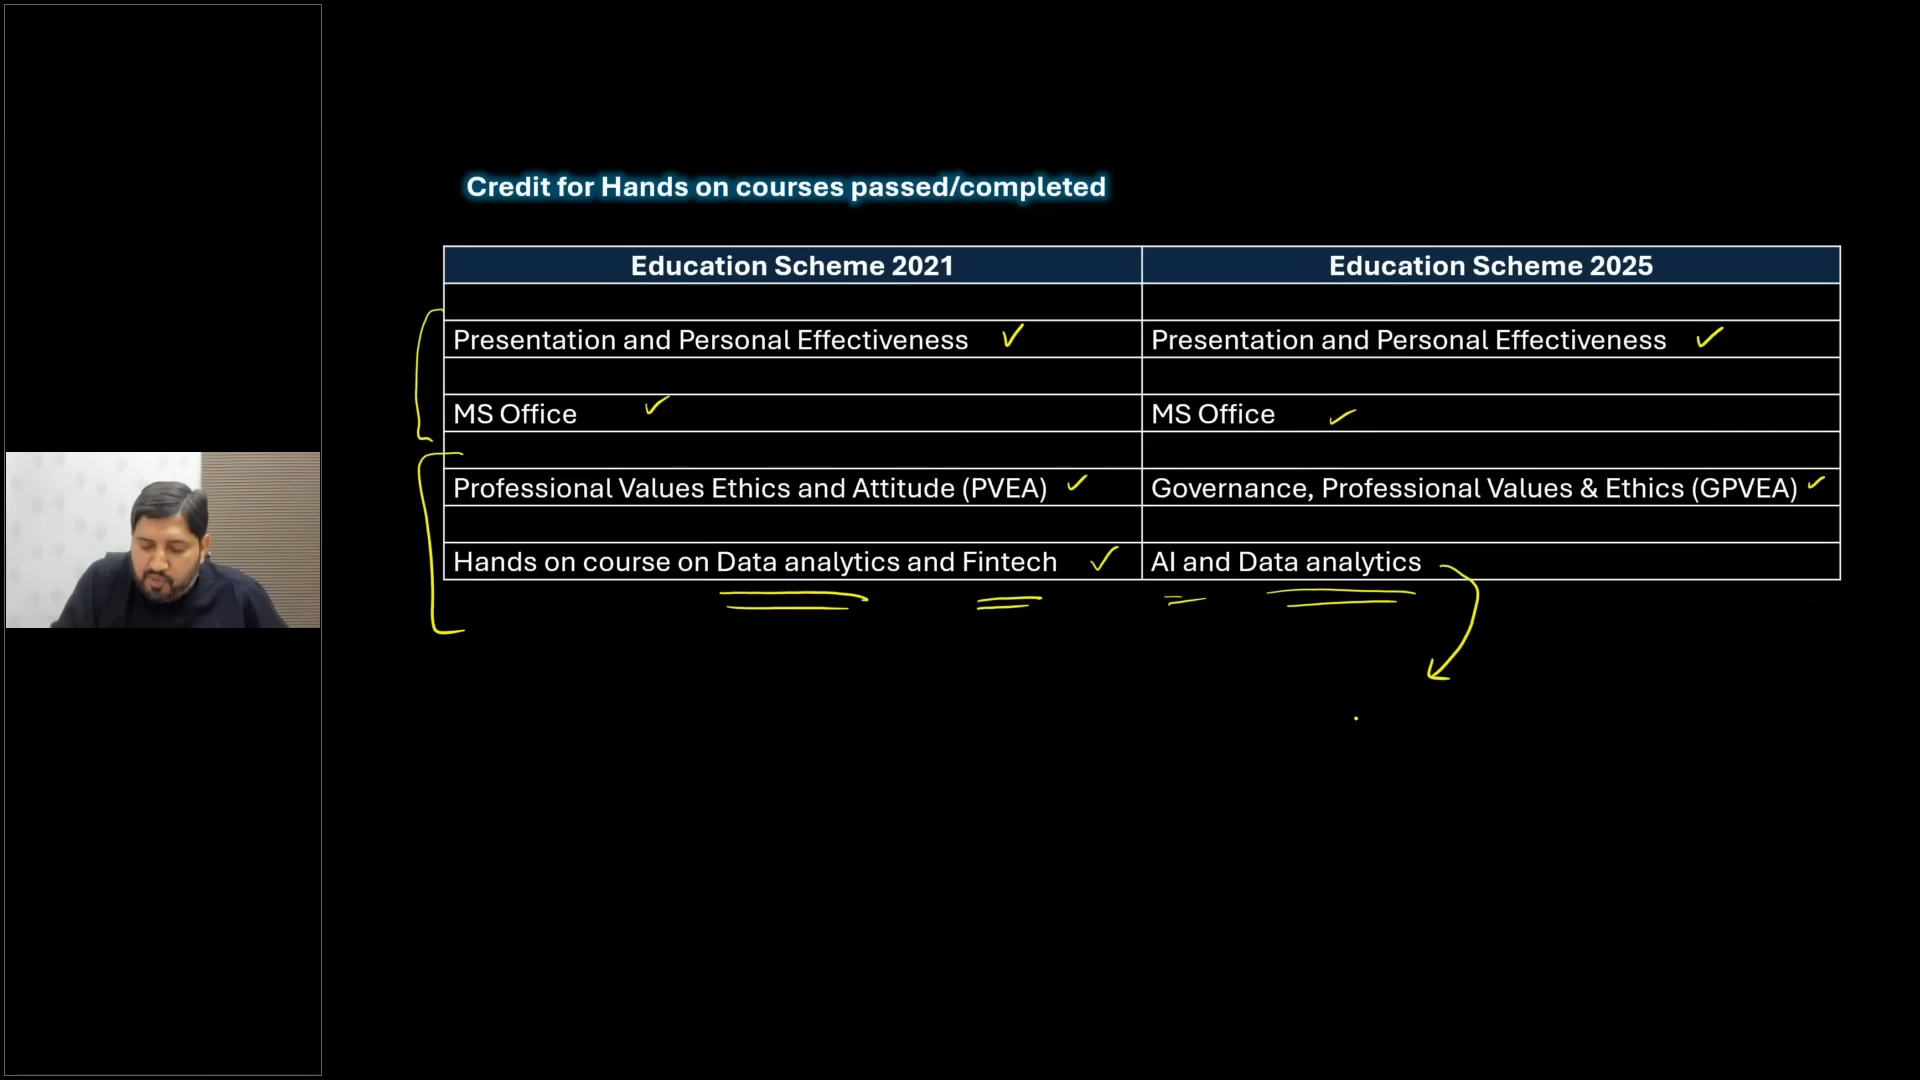 Credit for Hands on courses passed/completed
Education Scheme 2021 Education Scheme 2025
Presentation and Personal Effectiveness Presentation and Personal Effectiveness
MS Office MS Office
Professional Values Ethics and Attitude (PVEA) Governance, Professional Values & Ethics (GPVEA)
Hands on course on Data analytics and Fintech AI and Data analytics